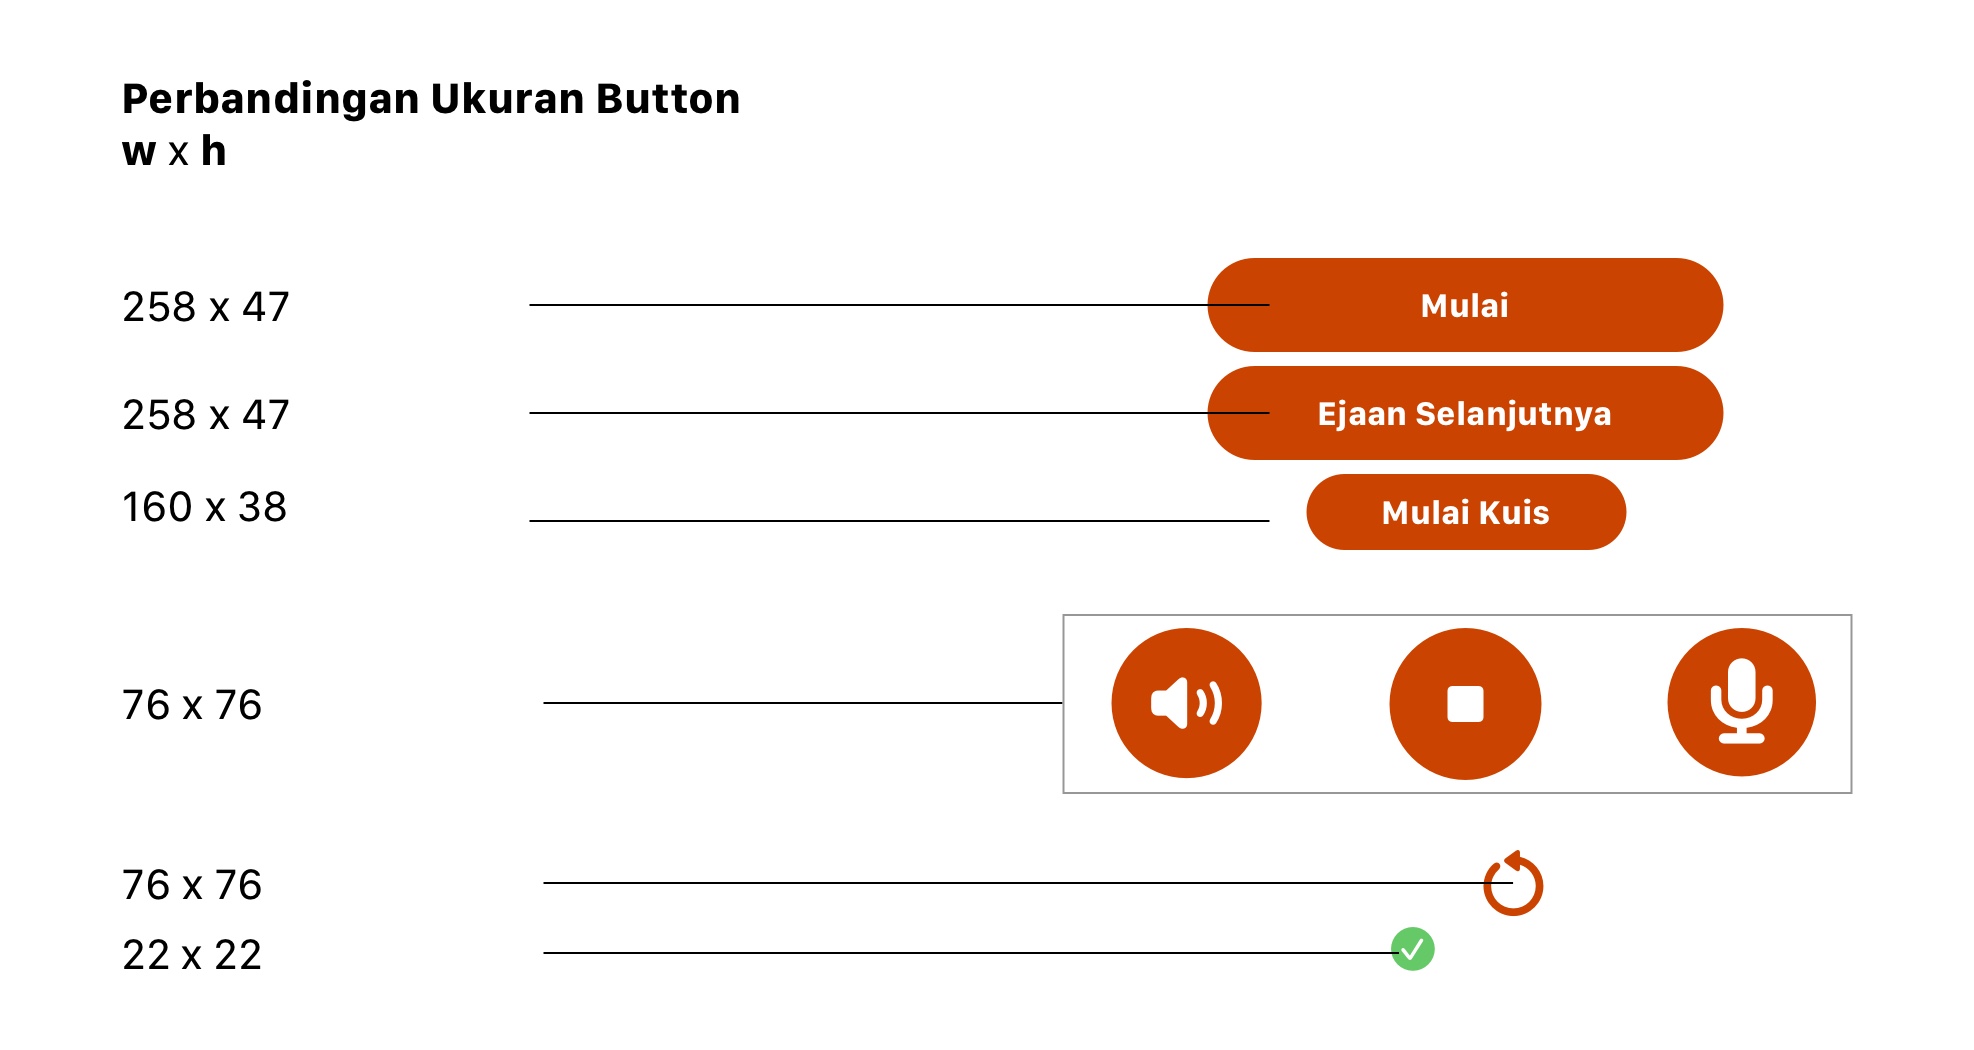 Perbandingan Ukuran Button
w x h
258 x 47
Mulai
258 x 47
Ejaan Selanjutnya
160 x 38
Mulai Kuis
76 x 76
76 x 76
22 x 22